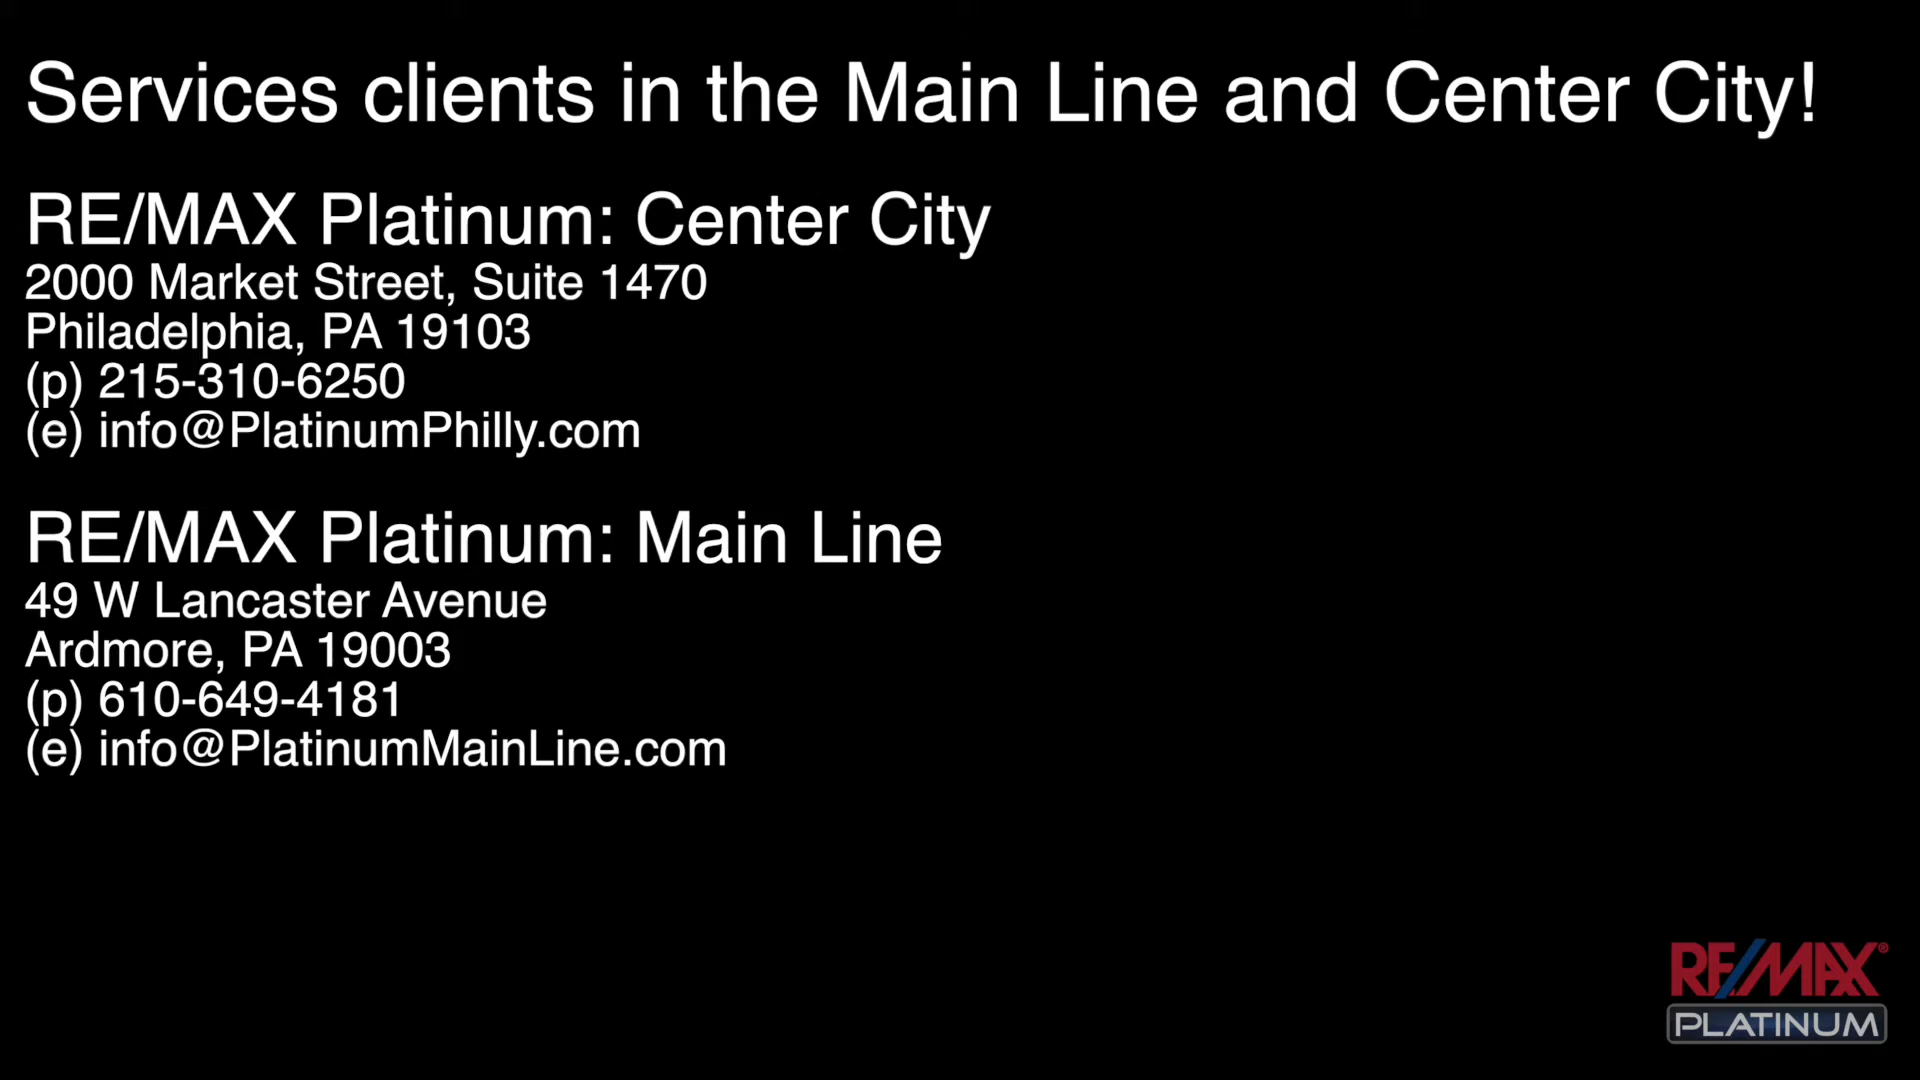 Services clients in the Main Line and Center City!
RE/MAX Platinum: Center City
2000 Market Street, Suite 1470
Philadelphia, PA 19103
(p) 215-310-6250
(e) info@PlatinumPhilly.com
RE/MAX Platinum: Main Line
49 W Lancaster Avenue
Ardmore, PA 19003
(p) 610-649-4181
(e) info@PlatinumMainLine.com
RE/MAX®
PLATINUM